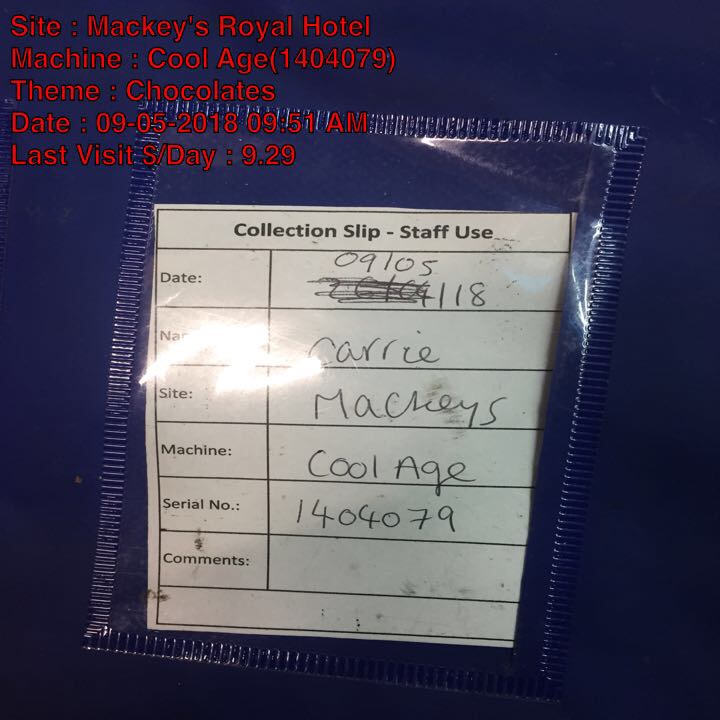 Site : Mackey's Royal Hotel
Machine : Cool Age(1404079)
Theme : Chocolates
Date : 09-05-2018 09:51 AM
Last Visit $/Day : 9.29
Collection Slip - Staff Use
Date: 09/05
/18
Carrie
Site: Mackeys
Machine: Cool Age
Serial No.: 1404079
Comments: